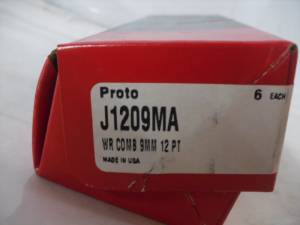 Proto 6 EACH
J1209MA
WR COMB 9MM 12 PT
MADE IN USA